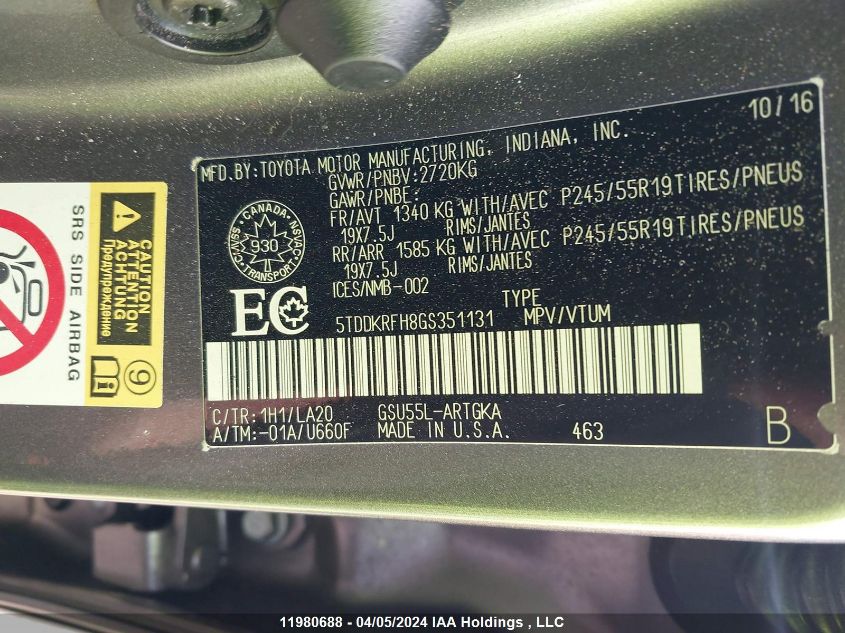 10/16
MFD.BY:TOYOTA MOTOR MANUFACTURING, INDIANA, INC.
GVWR/PNBV:2720KG
GAWR/PNBE:
FR/AVT 1340 KG WITH/AVEC P245/55R19TIRES/PNEUS
19X7.5J RIMS/JANTES
RR/ARR 1585 KG WITH/AVEC P245/55R19TIRES/PNEUS
19X7.5J RIMS/JANTES
ICES/NMB-002
CANADA
930
TRANSPORT
NSVAC
CMVSS
EC
TYPE
5TDDKRFH8GS351131 MPV/VTUM
C/TR:1H1/LA20 GSU55L-ARTGKA
A/TM:-01A/U660F MADE IN U.S.A. 463 B
SRS SIDE AIRBAG
CAUTION
ATTENTION
ACHTUNG
Предупреждение
9
11980688 - 04/05/2024 IAA Holdings , LLC